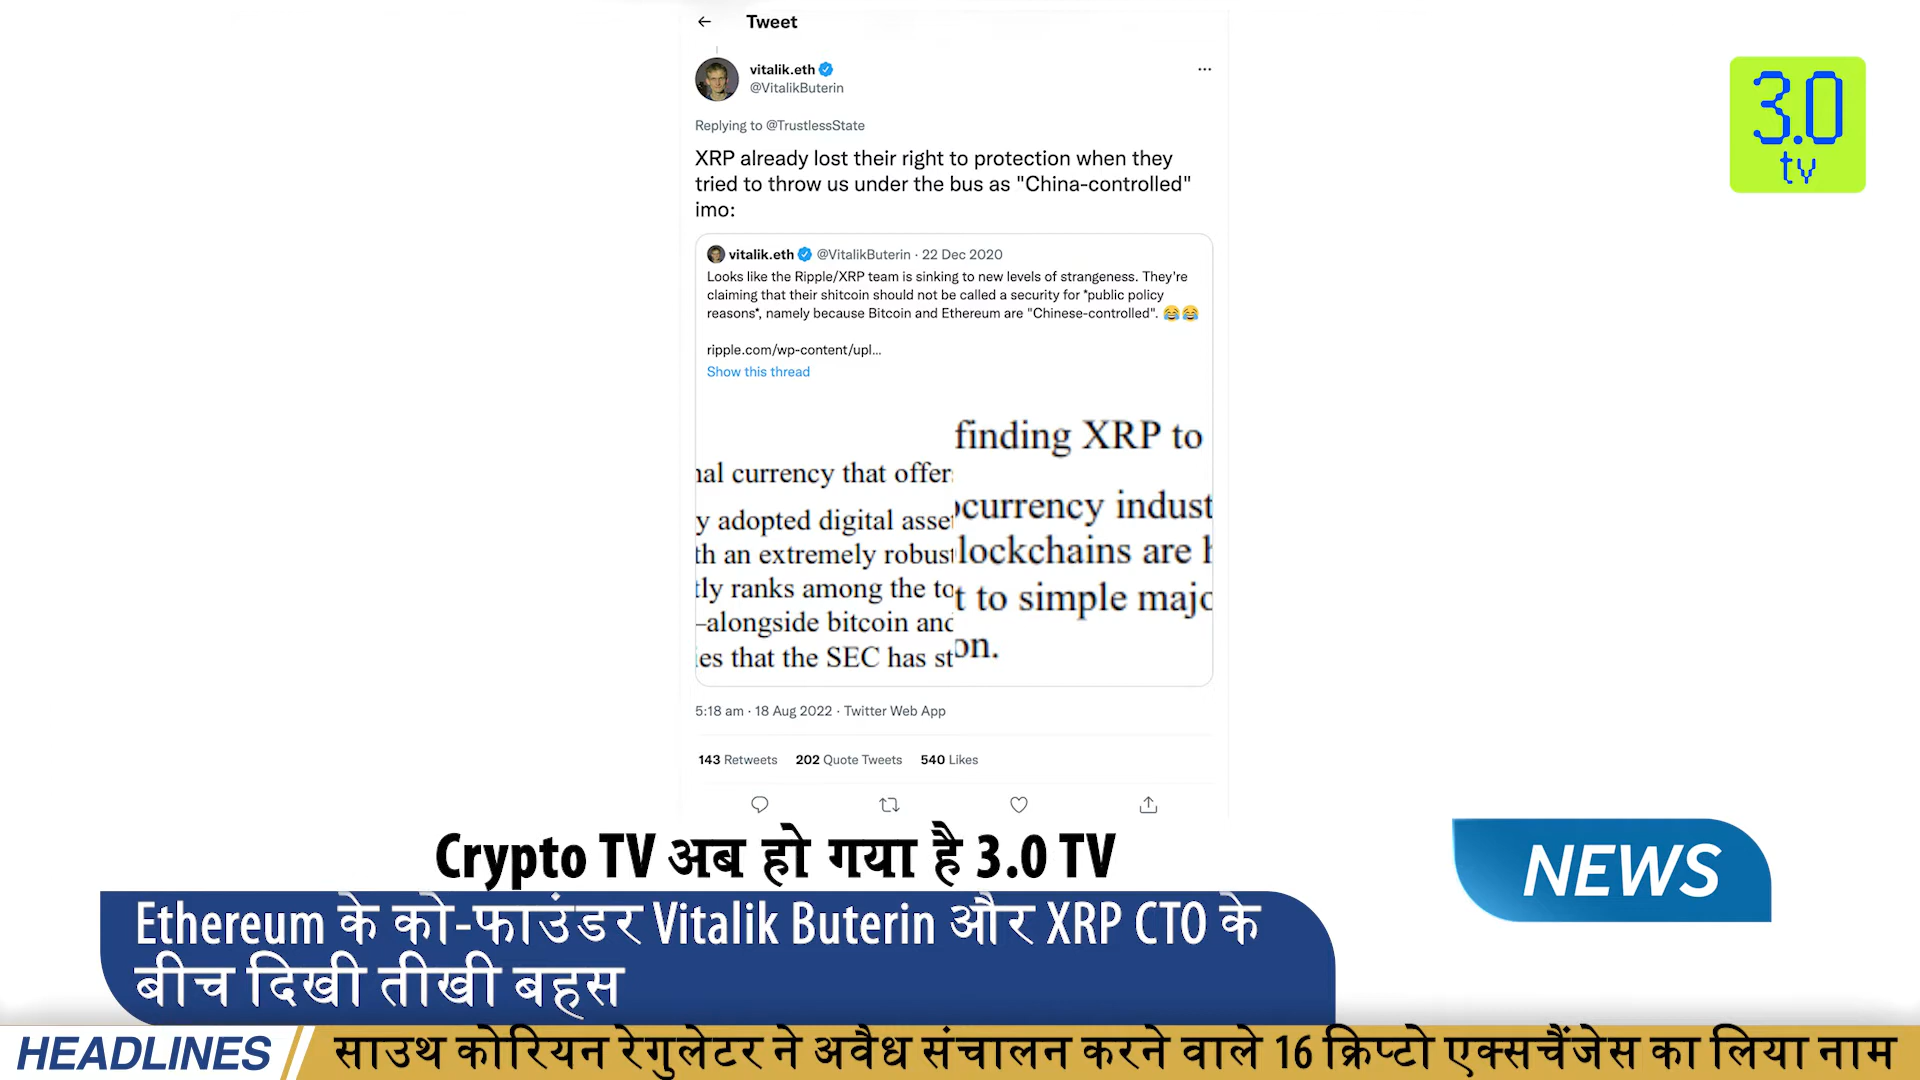 Tweet
vitalik.eth
@VitalikButerin
Replying to @TrustlessState
XRP already lost their right to protection when they
tried to throw us under the bus as "China-controlled"
imo:
vitalik.eth @VitalikButerin · 22 Dec 2020
Looks like the Ripple/XRP team is sinking to new levels of strangeness. They're
claiming that their shitcoin should not be called a security for *public policy
reasons*, namely because Bitcoin and Ethereum are "Chinese-controlled". 😂😂
ripple.com/wp-content/upl...
Show this thread
nal currency that offer
y adopted digital asse
th an extremely robust
tly ranks among the to
–alongside bitcoin and
ies that the SEC has st
finding XRP to
ocurrency indust
lockchains are h
t to simple majo
on.
5:18 am · 18 Aug 2022 · Twitter Web App
143 Retweets 202 Quote Tweets 540 Likes
3.0
tv
Crypto TV अब हो गया है 3.0 TV
NEWS
Ethereum के को-फाउंडर Vitalik Buterin और XRP CTO के
बीच दिखी तीखी बहस
HEADLINES
साउथ कोरियन रेगुलेटर ने अवैध संचालन करने वाले 16 क्रिप्टो एक्सचैंजेस का लिया नाम